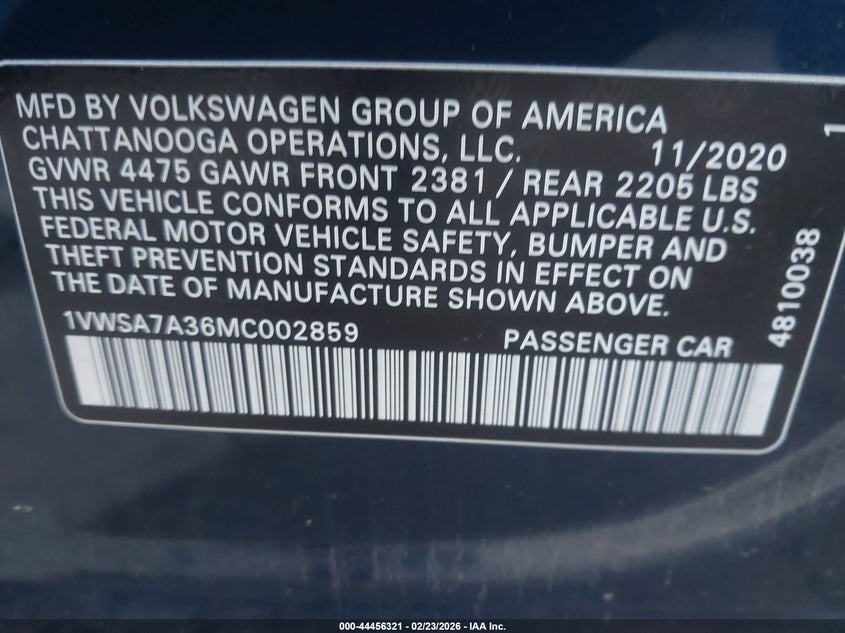 MFD BY VOLKSWAGEN GROUP OF AMERICA
CHATTANOOGA OPERATIONS, LLC. 11/2020
GVWR 4475 GAWR FRONT 2381 / REAR 2205 LBS
THIS VEHICLE CONFORMS TO ALL APPLICABLE U.S.
FEDERAL MOTOR VEHICLE SAFETY, BUMPER AND
THEFT PREVENTION STANDARDS IN EFFECT ON
THE DATE OF MANUFACTURE SHOWN ABOVE.
1VWSA7A36MC002859 PASSENGER CAR
4810038
1
000-44456321 - 02/23/2026 - IAA Inc.